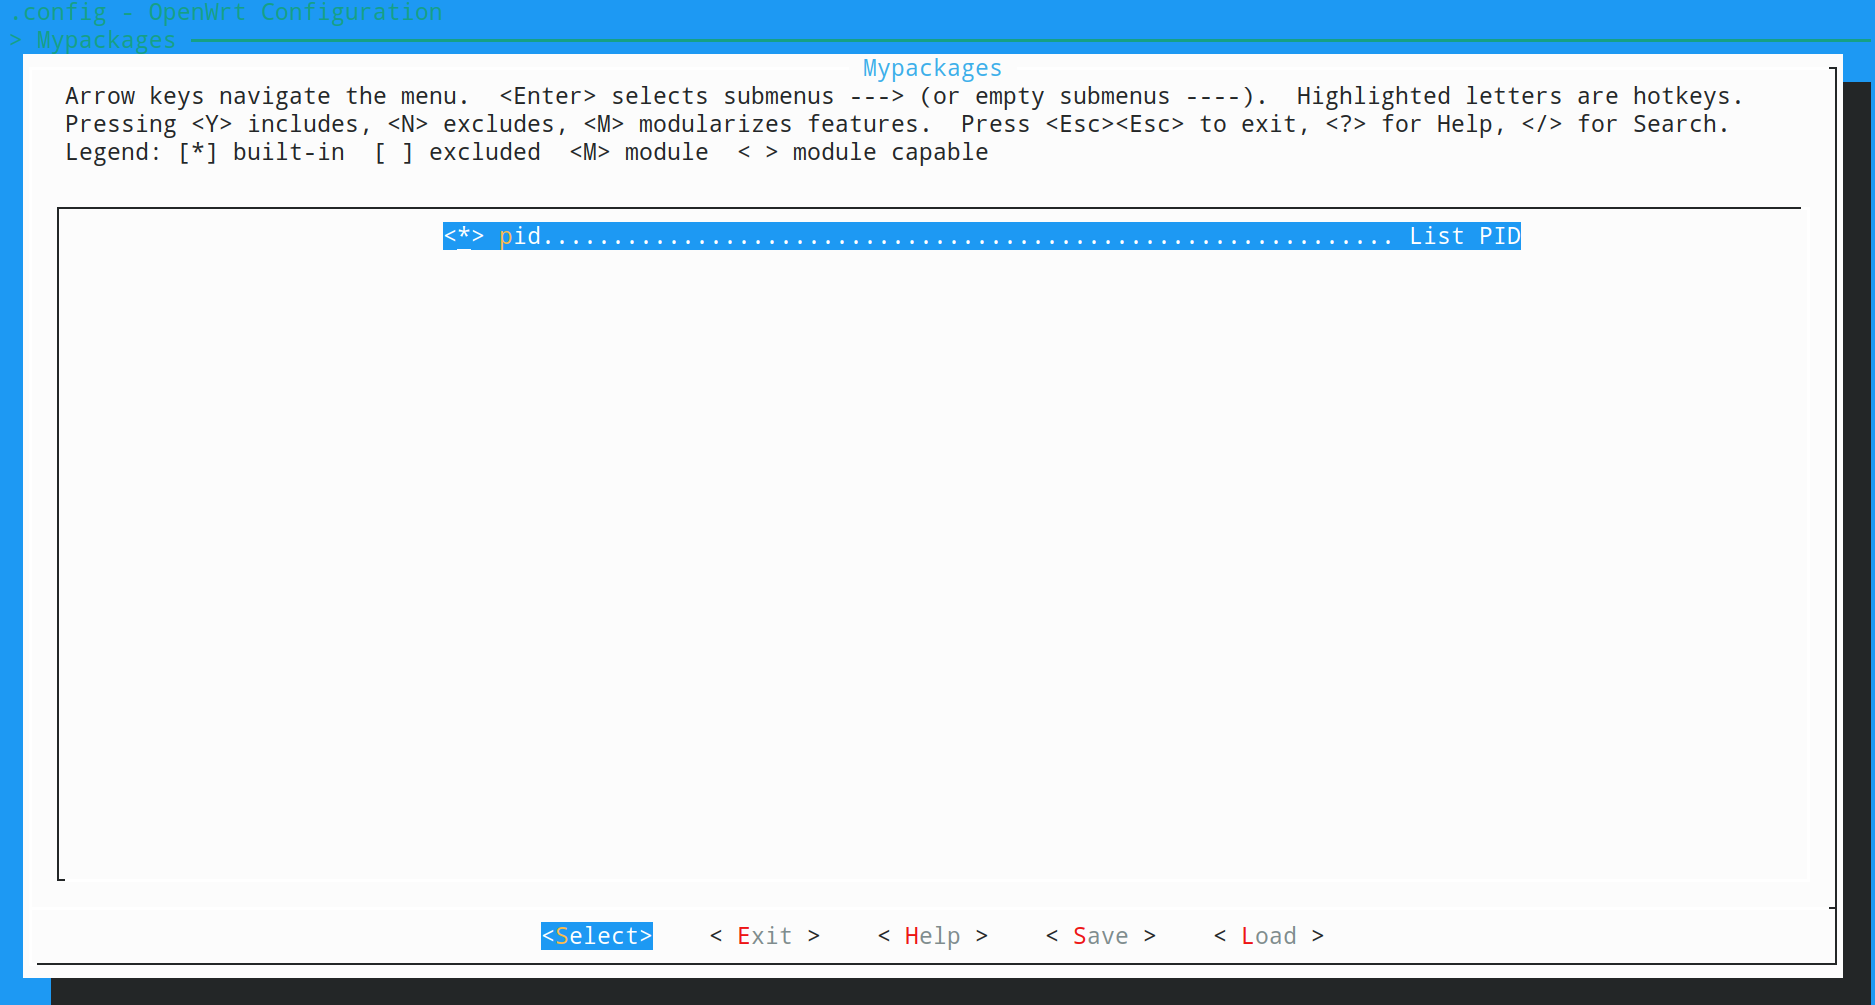 .config - OpenWrt Configuration
> Mypackages
Mypackages
Arrow keys navigate the menu.  <Enter> selects submenus ---> (or empty submenus ----).  Highlighted letters are hotkeys.
Pressing <Y> includes, <N> excludes, <M> modularizes features.  Press <Esc><Esc> to exit, <?> for Help, </> for Search.
Legend: [*] built-in  [ ] excluded  <M> module  < > module capable
<*> pid............................................................. List PID
<Select>    < Exit >    < Help >    < Save >    < Load >